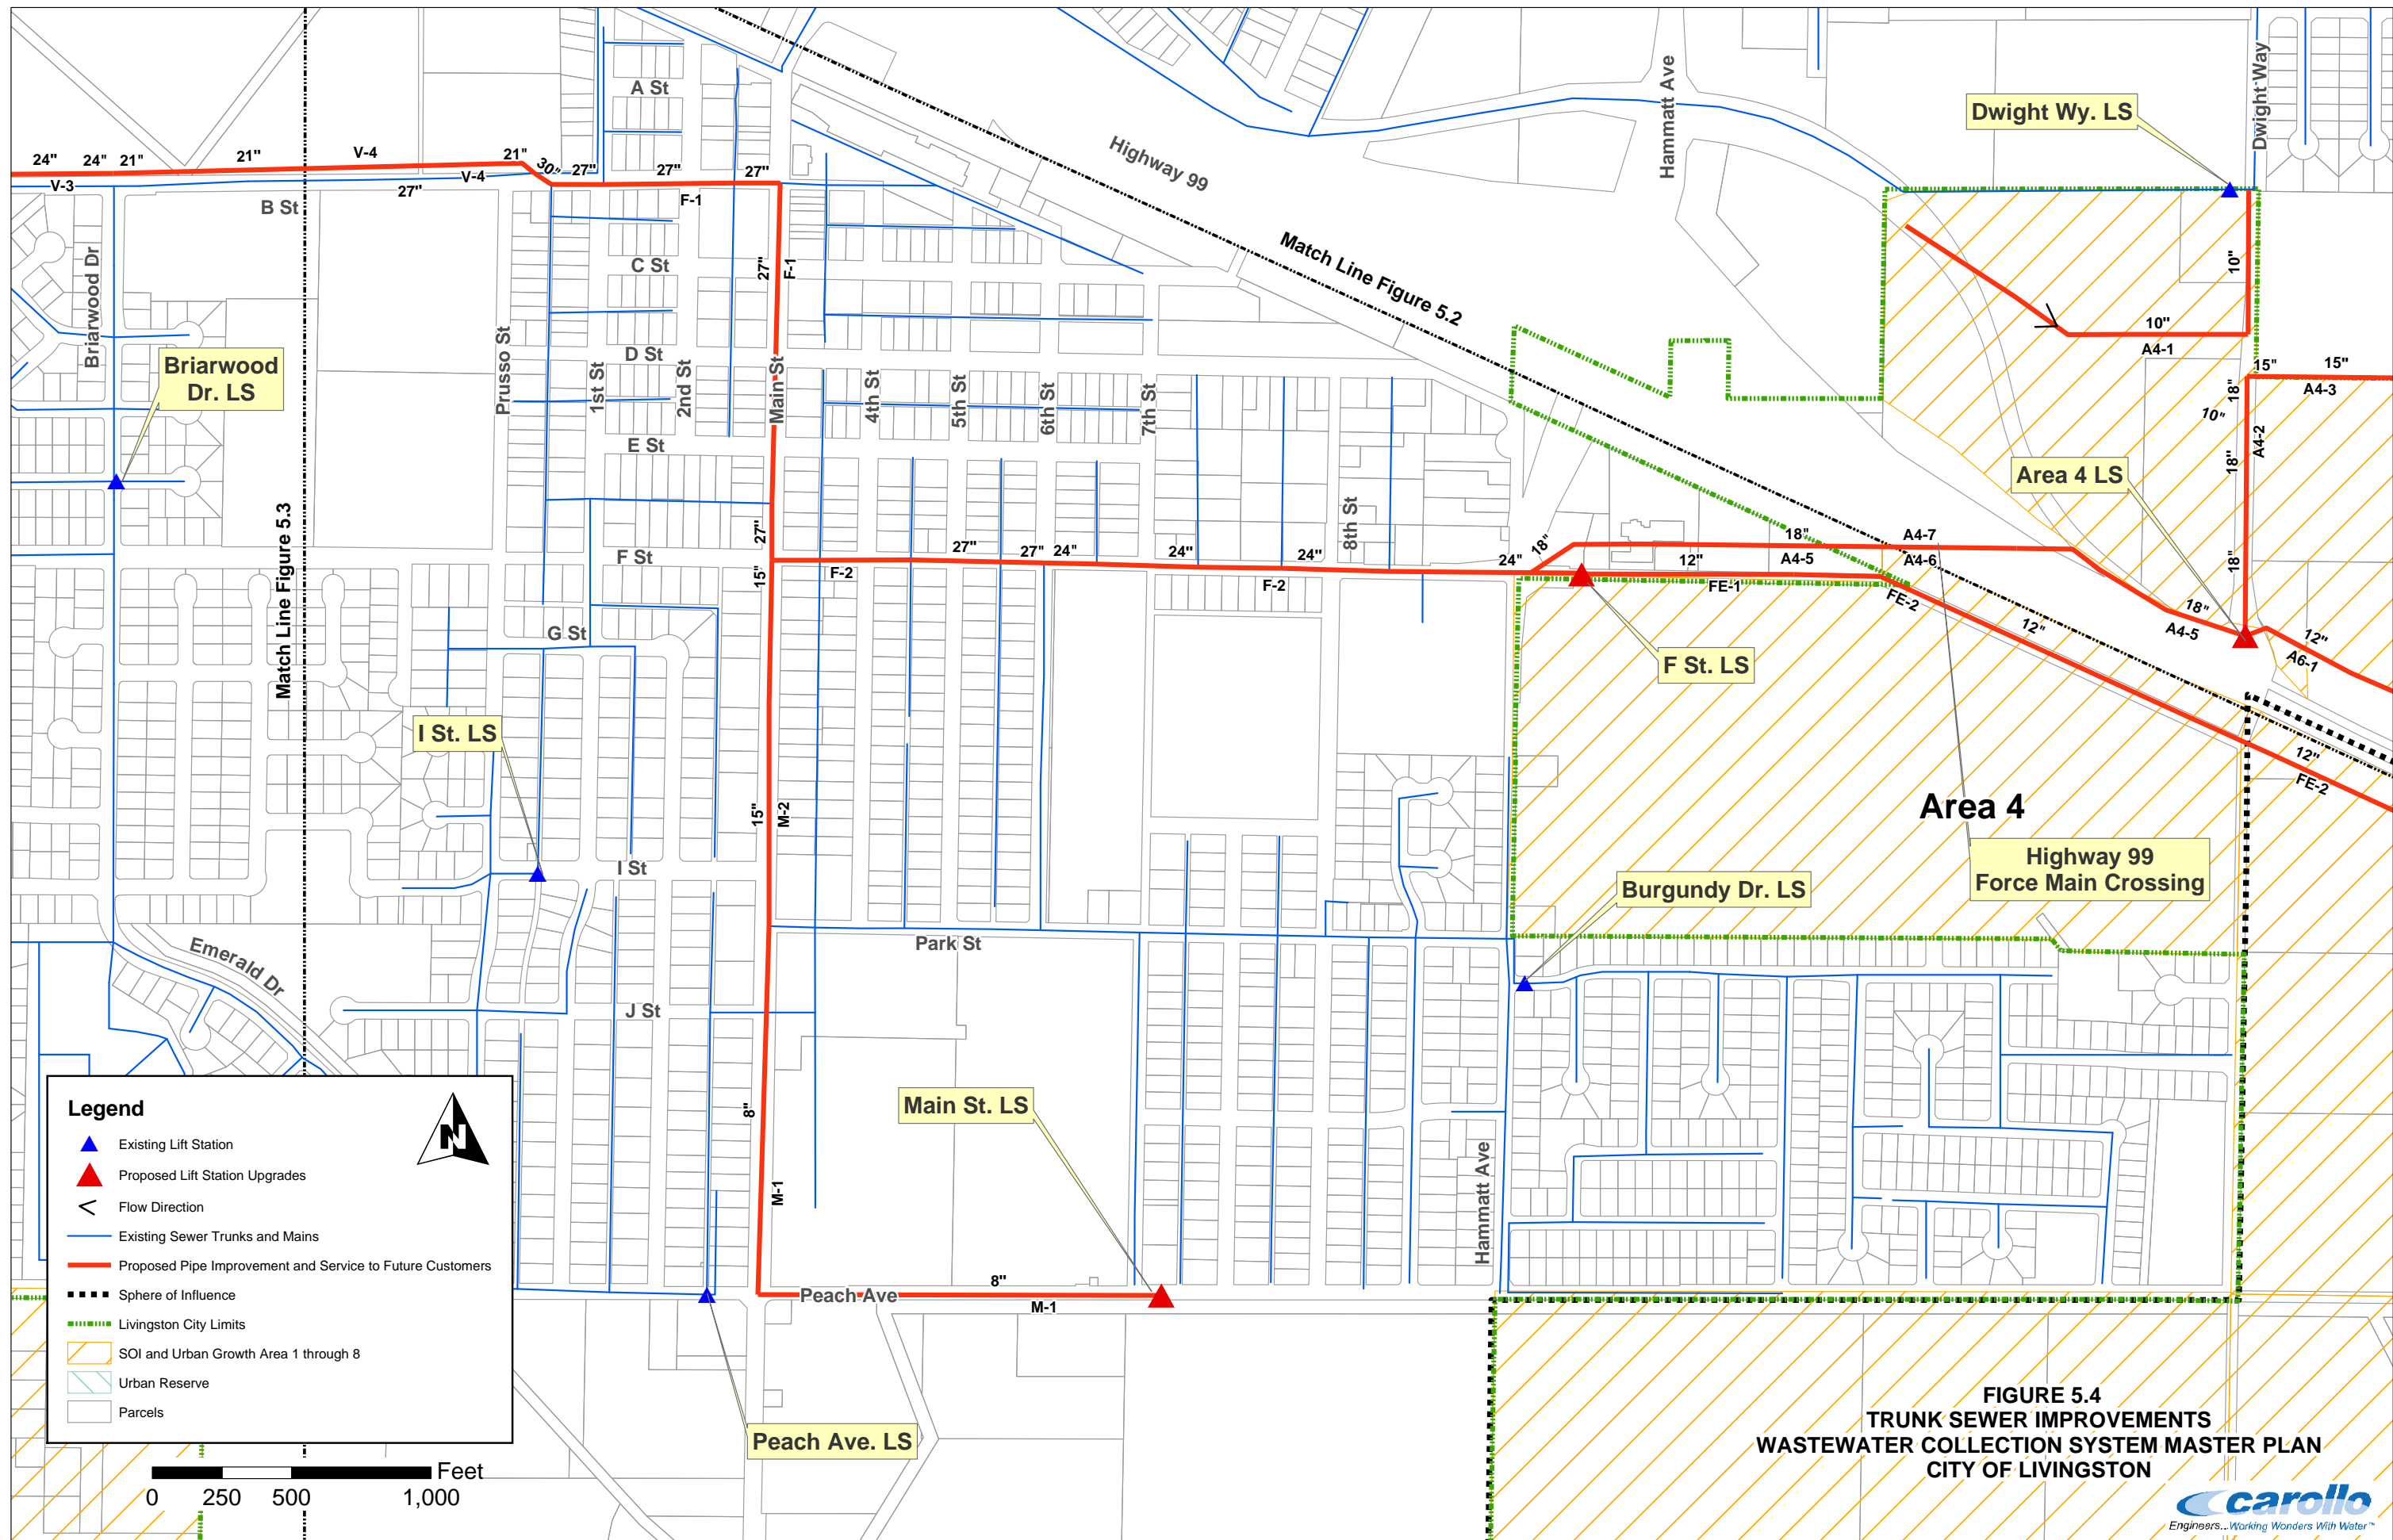 A St
Hammatt Ave
Dwight Way
Dwight Wy. LS
Highway 99
24"
24"
21"
21"
V-4
21"
30"
27"
27"
27"
V-3
27"
V-4
F-1
B St
Briarwood Dr
C St
27"
F-1
Match Line Figure 5.2
10"
10"
A4-1
Prusso St
D St
1st St
2nd St
Main St
4th St
5th St
6th St
7th St
Briarwood
Dr. LS
15"
15"
A4-3
18"
10"
A4-2
18"
E St
Area 4 LS
Match Line Figure 5.3
8th St
27"
F St
15"
F-2
27"
27"
24"
24"
24"
24"
F-2
18"
18"
A4-7
12"
A4-5
A4-6
FE-1
FE-2
18"
18"
A4-5
12"
A6-1
12"
G St
F St. LS
I St. LS
12"
FE-2
15"
M-2
Area 4
Highway 99
Force Main Crossing
I St
Burgundy Dr. LS
Park St
Emerald Dr
J St
Main St. LS
8"
M-1
Hammatt Ave
8"
Peach Ave
M-1
Peach Ave. LS
Legend
N
Existing Lift Station
Proposed Lift Station Upgrades
Flow Direction
Existing Sewer Trunks and Mains
Proposed Pipe Improvement and Service to Future Customers
Sphere of Influence
Livingston City Limits
SOI and Urban Growth Area 1 through 8
Urban Reserve
Parcels
Feet
0 250 500 1,000
FIGURE 5.4
TRUNK SEWER IMPROVEMENTS
WASTEWATER COLLECTION SYSTEM MASTER PLAN
CITY OF LIVINGSTON
carollo
Engineers...Working Wonders With Water™